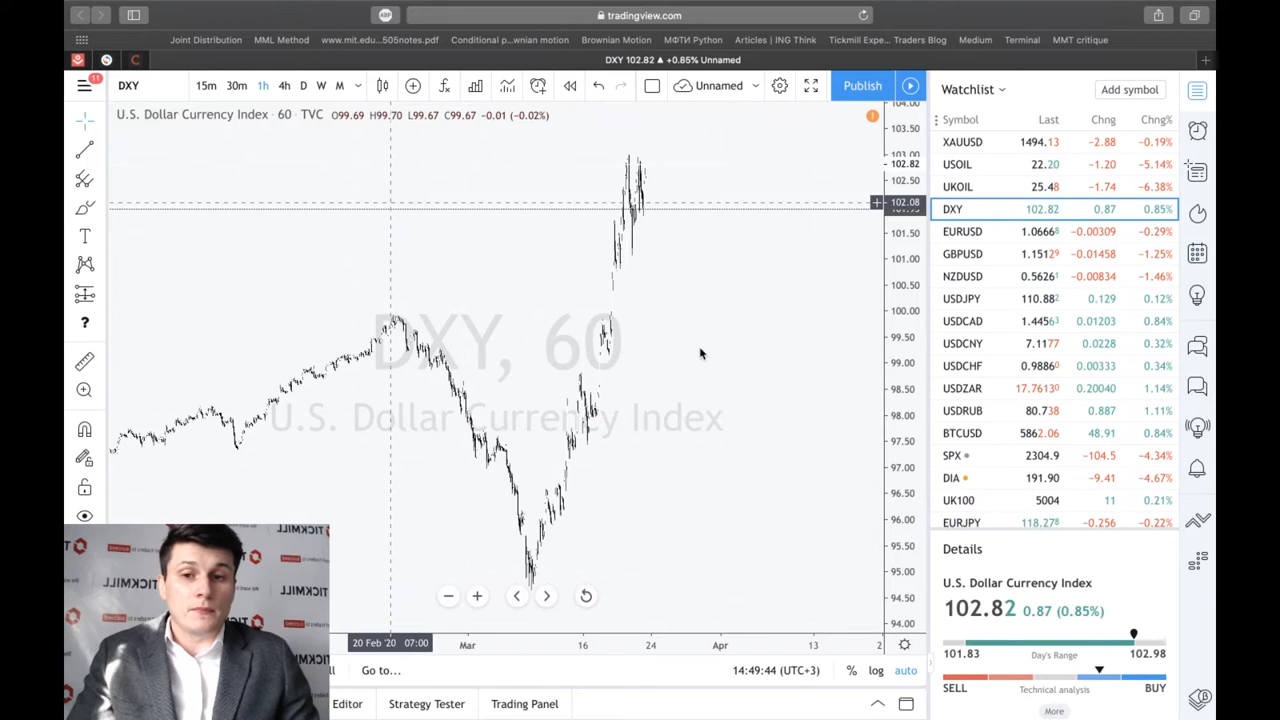 tradingview.com
ABP
Joint Distribution MML Method www.mit.edu...505notes.pdf Conditional p...wnian motion Brownian Motion МФТИ Python Articles | ING Think Tickmill Expe... Traders Blog Medium Terminal MMT critique
DXY 102.82 ▲ +0.85% Unnamed
11 DXY 15m 30m 1h 4h D W M Unnamed Publish
Watchlist Add symbol
U.S. Dollar Currency Index · 60 · TVC O99.69 H99.70 L99.67 C99.67 −0.01 (−0.02%)
Symbol Last Chng Chng%
XAUUSD 1494.13 −2.88 −0.19%
USOIL 22.20 −1.20 −5.14%
UKOIL 25.48 −1.74 −6.38%
DXY 102.82 0.87 0.85%
EURUSD 1.06668 −0.00309 −0.29%
GBPUSD 1.15129 −0.01458 −1.25%
NZDUSD 0.56261 −0.00834 −1.46%
USDJPY 110.882 0.129 0.12%
USDCAD 1.44563 0.01203 0.84%
USDCNY 7.1177 0.0228 0.32%
USDCHF 0.98860 0.00333 0.34%
USDZAR 17.76130 0.20040 1.14%
USDRUB 80.738 0.887 1.11%
BTCUSD 5862.06 48.91 0.84%
SPX 2304.9 −104.5 −4.34%
DIA 191.90 −9.41 −4.67%
UK100 5004 11 0.21%
EURJPY 118.278 −0.256 −0.22%
104.00
103.50
103.00
102.82
102.50
102.08
101.50
101.00
100.50
100.00
99.50
99.00
98.50
98.00
97.50
97.00
96.50
96.00
95.50
95.00
94.50
94.00
DXY, 60
U.S. Dollar Currency Index
20 Feb '20 07:00 Mar 16 24 Apr 13 2
Go to... 14:49:44 (UTC+3) % log auto
Editor Strategy Tester Trading Panel
Details
U.S. Dollar Currency Index
102.82 0.87 (0.85%)
101.83 Day's Range 102.98
SELL Technical analysis BUY
More
TICKMILL
TICKMILL
TICKMILL